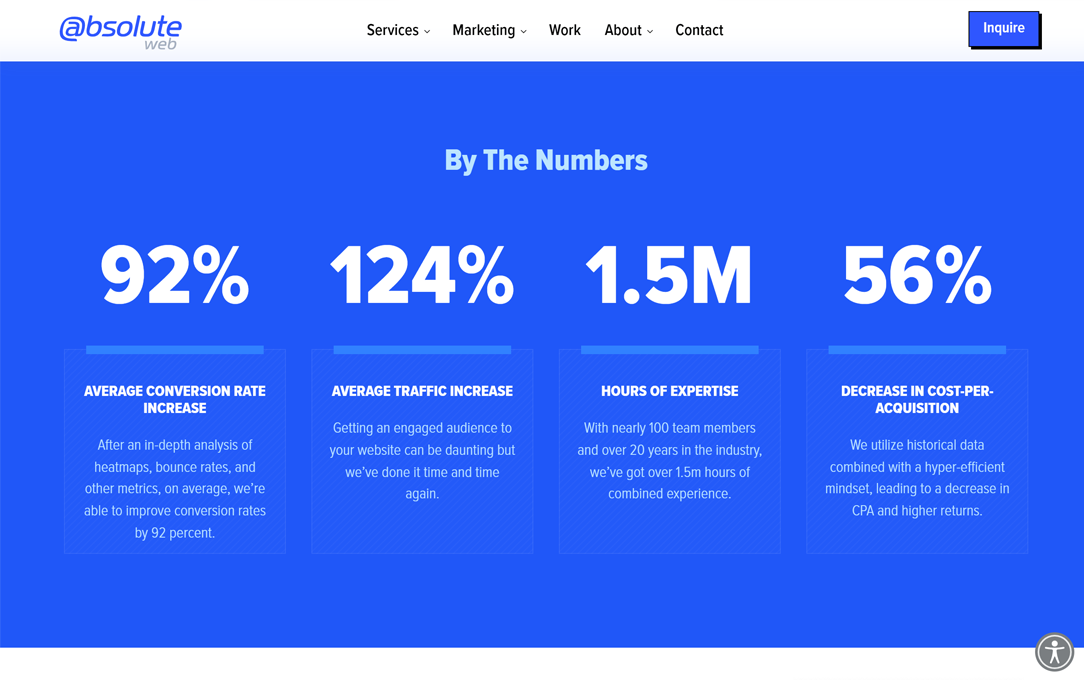 @bsolute
web
Services
Marketing
Work
About
Contact
Inquire
By The Numbers
92%
124%
1.5M
56%
AVERAGE CONVERSION RATE
INCREASE
After an in-depth analysis of
heatmaps, bounce rates, and
other metrics, on average, we’re
able to improve conversion rates
by 92 percent.
AVERAGE TRAFFIC INCREASE
Getting an engaged audience to
your website can be daunting but
we’ve done it time and time
again.
HOURS OF EXPERTISE
With nearly 100 team members
and over 20 years in the industry,
we’ve got over 1.5m hours of
combined experience.
DECREASE IN COST-PER-
ACQUISITION
We utilize historical data
combined with a hyper-efficient
mindset, leading to a decrease in
CPA and higher returns.